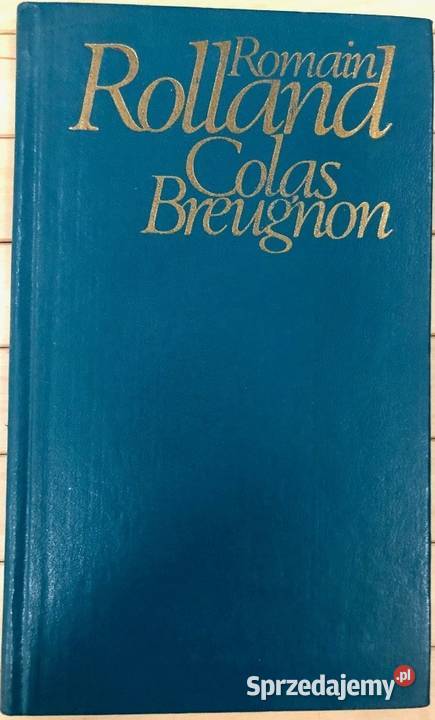 Romain
Rolland
Colas
Breugnon
Sprzedajemy.pl